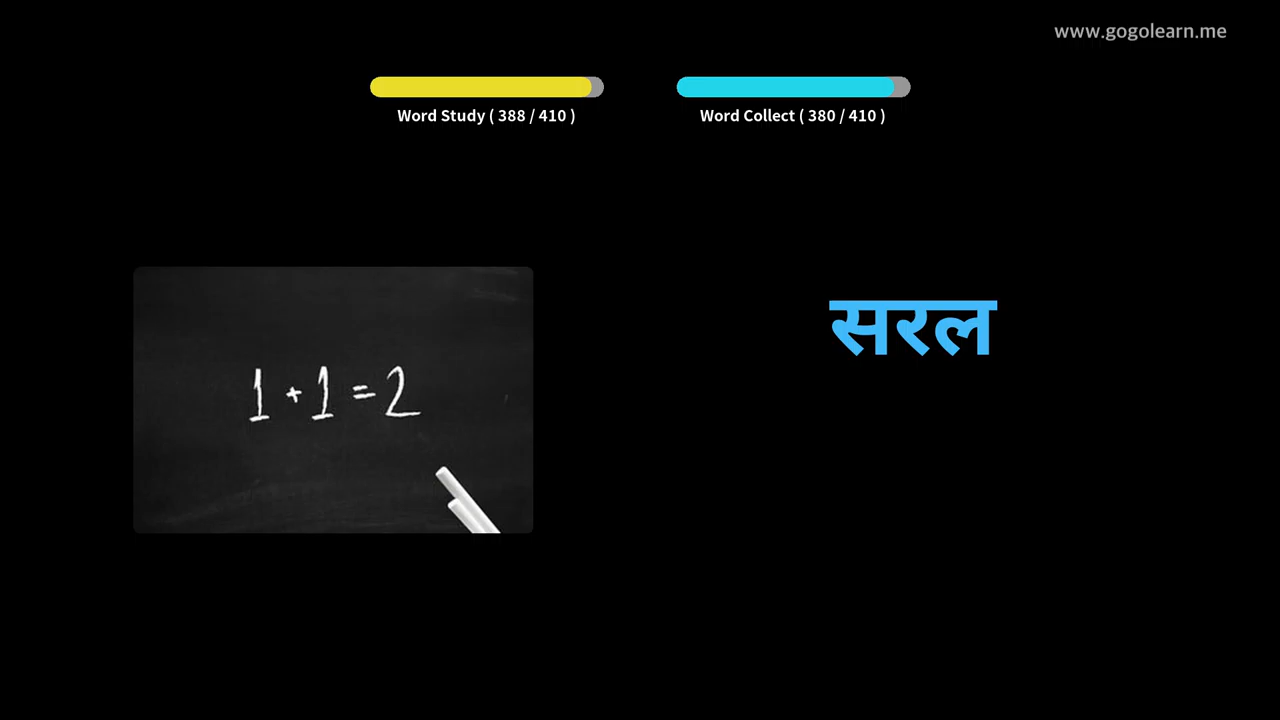 www.gogolearn.me
Word Study ( 388 / 410 )
Word Collect ( 380 / 410 )
1 + 1 = 2
सरल